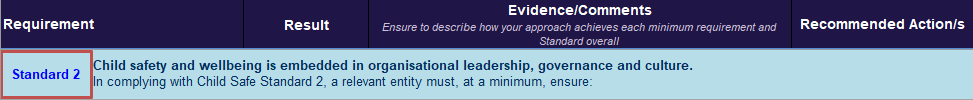 Requirement
Result
Evidence/Comments
Ensure to describe how your approach achieves each minimum requirement and
Standard overall
Recommended Action/s
Standard 2
Child safety and wellbeing is embedded in organisational leadership, governance and culture.
In complying with Child Safe Standard 2, a relevant entity must, at a minimum, ensure: